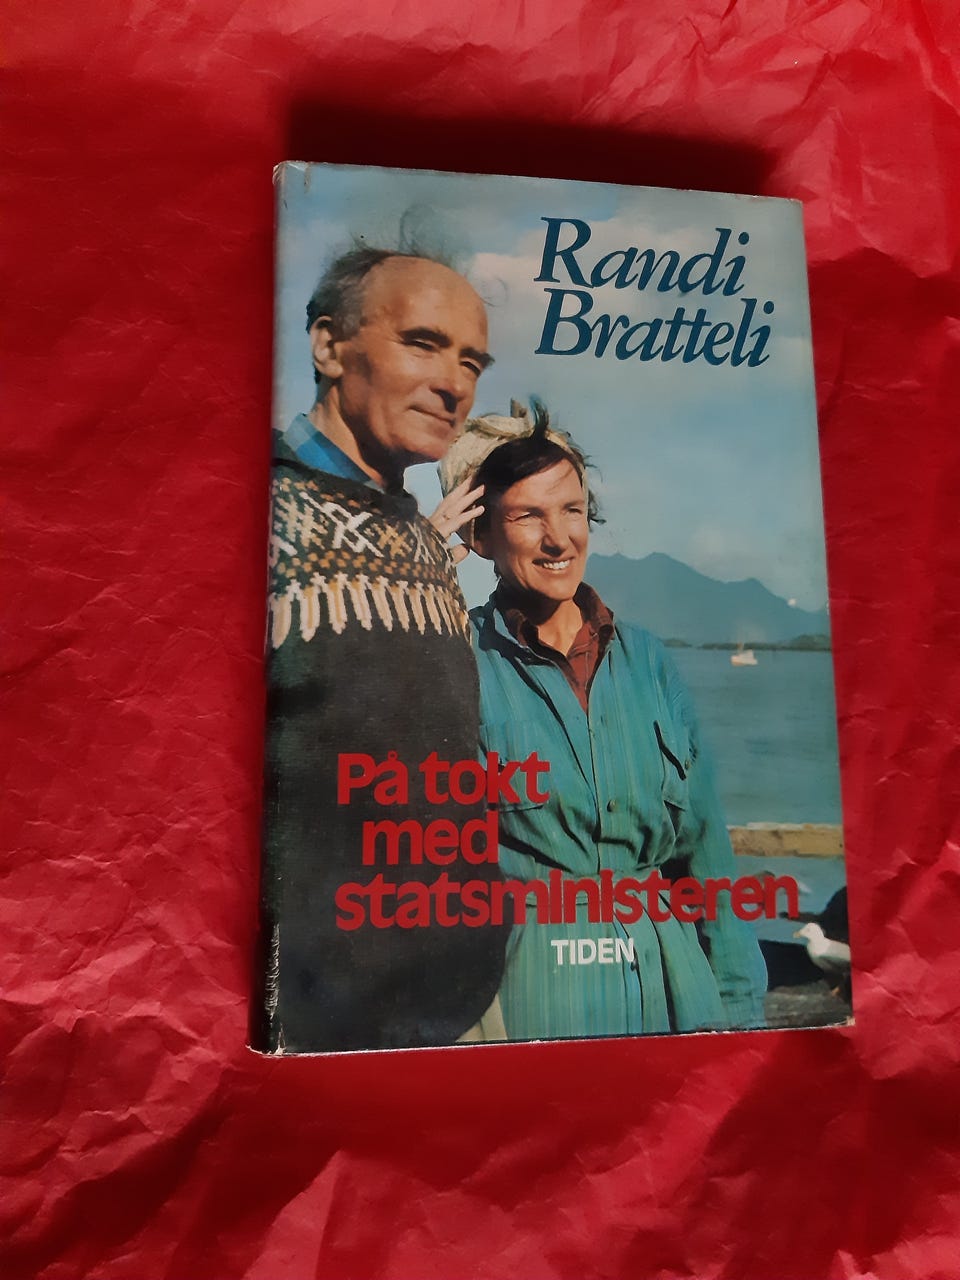 Randi
Bratteli
På tokt
med
statsministeren
TIDEN